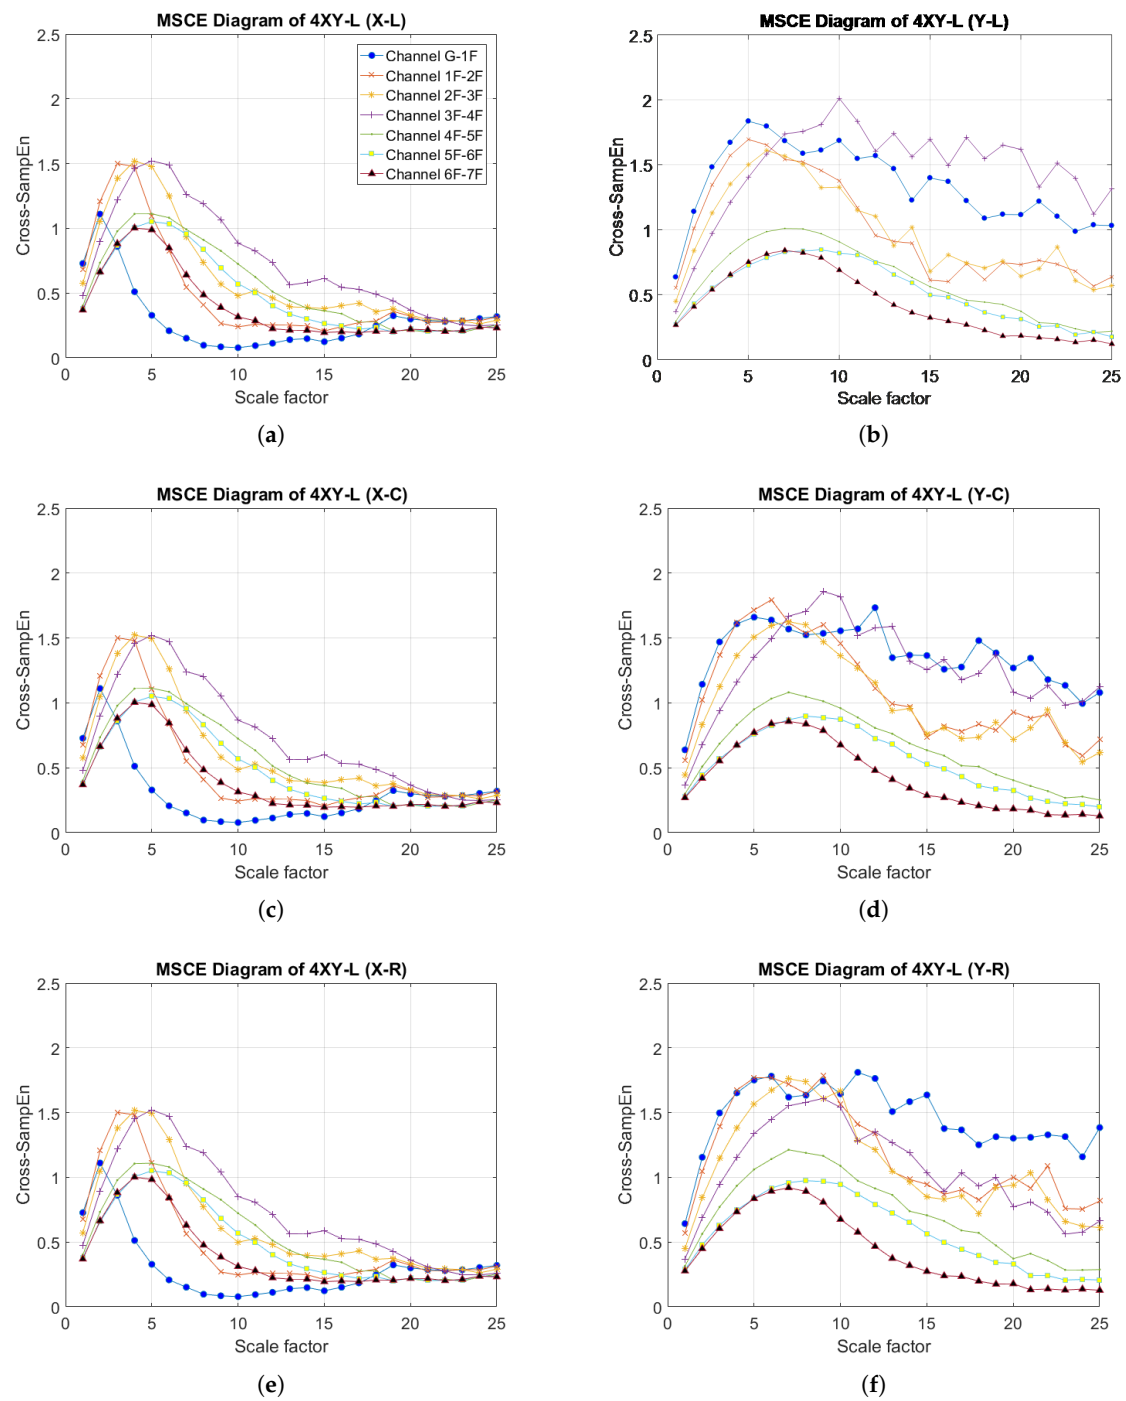 MSCE Diagram of 4XY-L (X-L)
2.5
2
1.5
1
0.5
0
Cross-SampEn
Channel G-1F
Channel 1F-2F
Channel 2F-3F
Channel 3F-4F
Channel 4F-5F
Channel 5F-6F
Channel 6F-7F
0 5 10 15 20 25
Scale factor
(a)
MSCE Diagram of 4XY-L (Y-L)
2.5
2
1.5
1
0.5
0
Cross-SampEn
0 5 10 15 20 25
Scale factor
(b)
MSCE Diagram of 4XY-L (X-C)
2.5
2
1.5
1
0.5
0
Cross-SampEn
0 5 10 15 20 25
Scale factor
(c)
MSCE Diagram of 4XY-L (Y-C)
2.5
2
1.5
1
0.5
0
Cross-SampEn
0 5 10 15 20 25
Scale factor
(d)
MSCE Diagram of 4XY-L (X-R)
2.5
2
1.5
1
0.5
0
Cross-SampEn
0 5 10 15 20 25
Scale factor
(e)
MSCE Diagram of 4XY-L (Y-R)
2.5
2
1.5
1
0.5
0
Cross-SampEn
0 5 10 15 20 25
Scale factor
(f)